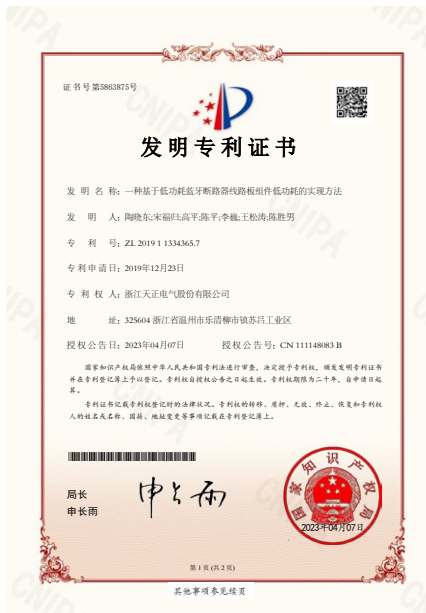 证书号第5863875号
发明专利证书
发明名称：一种基于低功耗蓝牙断路器线路板组件低功耗的实现方法
发明人：陶晓东;宋福归;高平;陈平;李巍;王松涛;陈胜男
专利号：ZL 2019 1 1334365.7
专利申请日：2019年12月23日
专利权人：浙江天正电气股份有限公司
地址：325604 浙江省温州市乐清柳市镇苏吕工业区
授权公告日：2023年04月07日 授权公告号：CN 111148083 B
国家知识产权局依照中华人民共和国专利法进行审查，决定授予专利权，颁发发明专利证书
并在专利登记簿上予以登记。专利权自授权公告之日起生效。专利权期限为二十年，自申请日起
算。
专利证书记载专利权登记时的法律状况。专利权的转移、质押、无效、终止、恢复和专利权
人的姓名或名称、国籍、地址变更等事项记载在专利登记簿上。
局长
申长雨
申长雨
国家知识产权局
2023年04月07日
第 1 页 (共 2 页)
其他事项参见续页
CNIPA
CNIPA
CNIPA
CNIPA
CNIPA